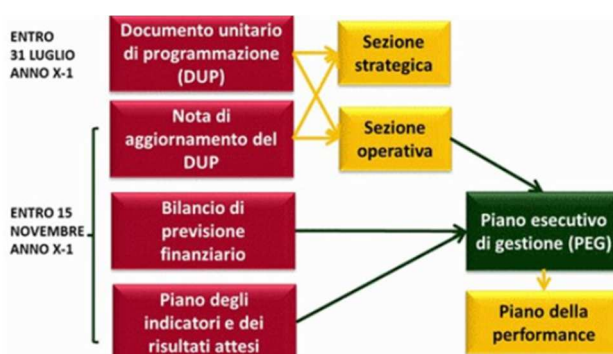 ENTRO
31 LUGLIO
ANNO X-1
Documento unitario
di programmazione
(DUP)
Sezione
strategica
Nota di
aggiornamento del
DUP
Sezione
operativa
ENTRO 15
NOVEMBRE
ANNO X-1
Bilancio di
previsione
finanziario
Piano esecutivo
di gestione (PEG)
Piano degli
indicatori e dei
risultati attesi
Piano della
performance